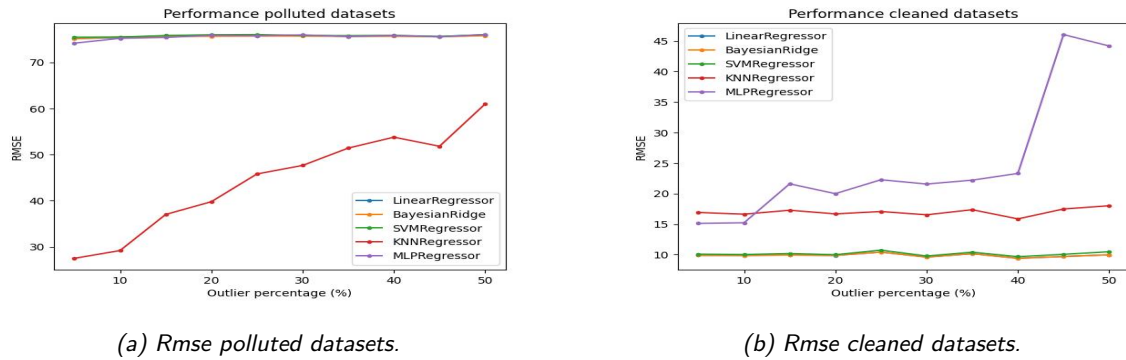 Performance polluted datasets
70
60
50
40
30
RMSE
LinearRegressor
BayesianRidge
SVMRegressor
KNNRegressor
MLPRegressor
10
20
30
40
50
Outlier percentage (%)
(a) Rmse polluted datasets.
Performance cleaned datasets
45
40
35
30
25
20
15
10
RMSE
LinearRegressor
BayesianRidge
SVMRegressor
KNNRegressor
MLPRegressor
10
20
30
40
50
Outlier percentage (%)
(b) Rmse cleaned datasets.